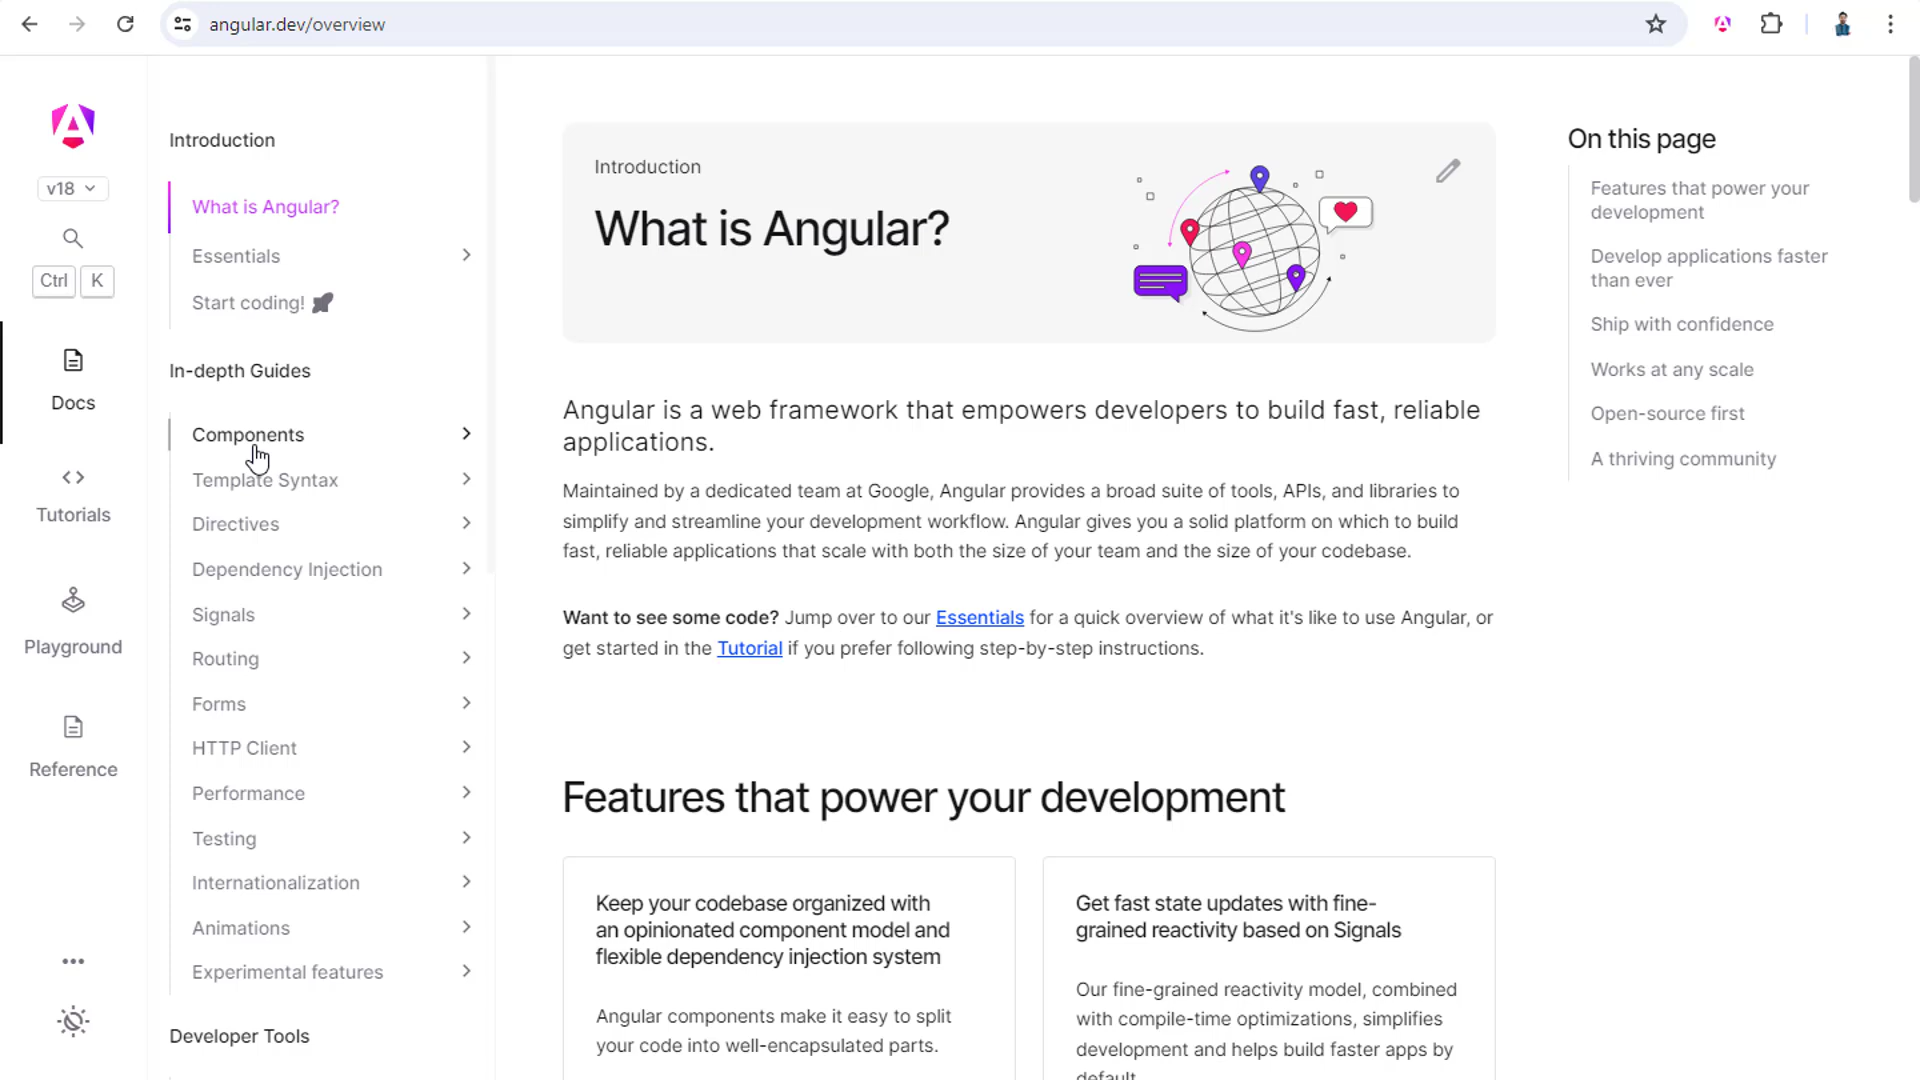 angular.dev/overview
v18
Ctrl K
Docs
Tutorials
Playground
Reference
Introduction
What is Angular?
Essentials
Start coding!
In-depth Guides
Components
Template Syntax
Directives
Dependency Injection
Signals
Routing
Forms
HTTP Client
Performance
Testing
Internationalization
Animations
Experimental features
Developer Tools
Introduction
What is Angular?
Angular is a web framework that empowers developers to build fast, reliable
applications.
Maintained by a dedicated team at Google, Angular provides a broad suite of tools, APIs, and libraries to
simplify and streamline your development workflow. Angular gives you a solid platform on which to build
fast, reliable applications that scale with both the size of your team and the size of your codebase.
Want to see some code? Jump over to our Essentials for a quick overview of what it's like to use Angular, or
get started in the Tutorial if you prefer following step-by-step instructions.
Features that power your development
Keep your codebase organized with
an opinionated component model and
flexible dependency injection system
Angular components make it easy to split
your code into well-encapsulated parts.
Get fast state updates with fine-
grained reactivity based on Signals
Our fine-grained reactivity model, combined
with compile-time optimizations, simplifies
development and helps build faster apps by
default.
On this page
Features that power your
development
Develop applications faster
than ever
Ship with confidence
Works at any scale
Open-source first
A thriving community